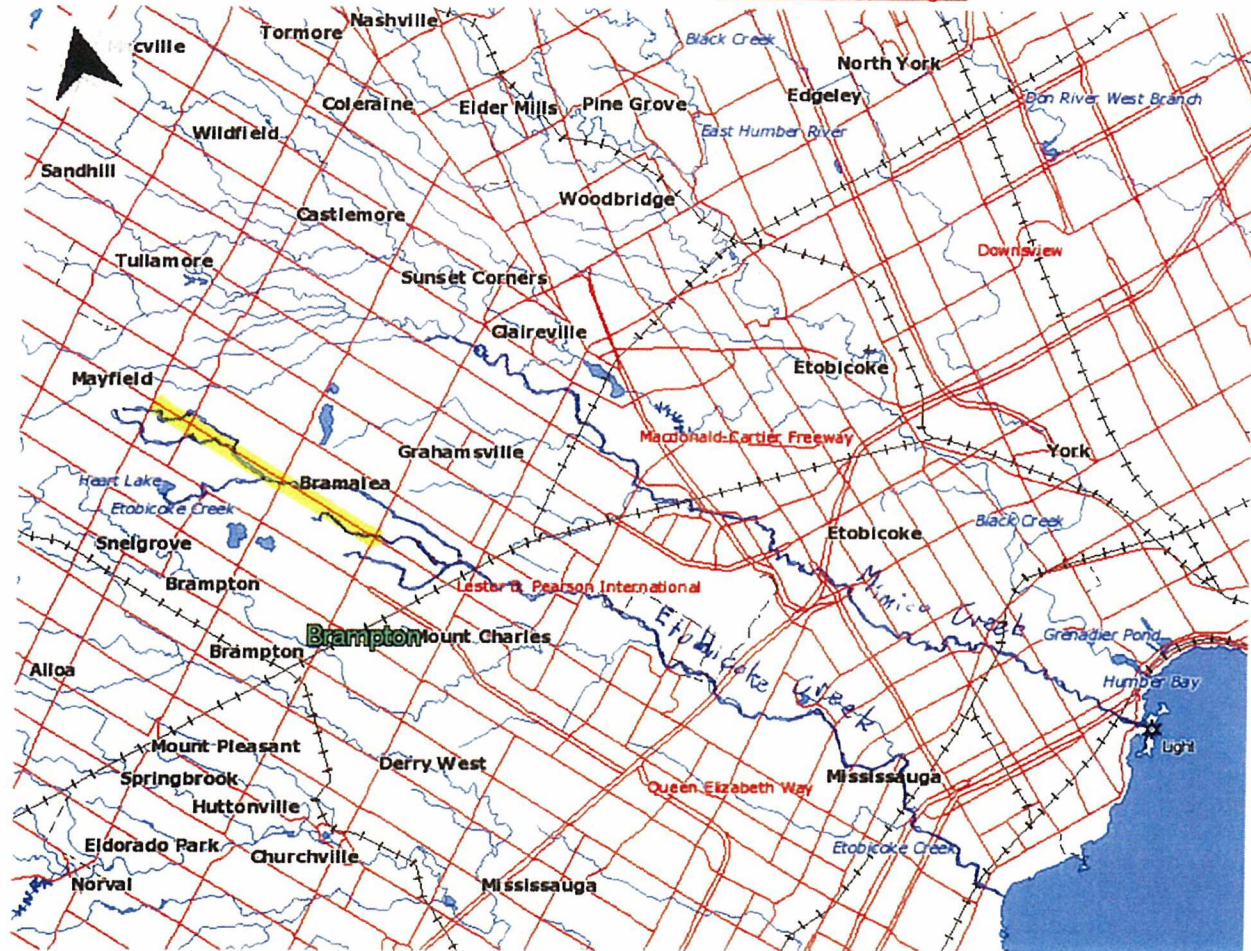 Nashville
Tormore
Black Creek
North York
Coleraine
Elder Mills
Pine Grove
Edgeley
Don River West Branch
Wildfield
East Humber River
Sandhill
Woodbridge
Castlemore
Downsview
Tullamore
Sunset Corners
Claireville
Etobicoke
Mayfield
Macdonald-Cartier Freeway
Grahamsville
York
Heart Lake
Bramalea
Etobicoke Creek
Black Creek
Snelgrove
Etobicoke
Brampton
Lester B. Pearson International
Mimico Creek
Etobicoke Creek
Brampton
Mount Charles
Grenadier Pond
Brampton
Alloa
Humber Bay
Light
Mount Pleasant
Derry West
Springbrook
Mississauga
Queen Elizabeth Way
Huttonville
Eldorado Park
Churchville
Etobicoke Creek
Norval
Mississauga